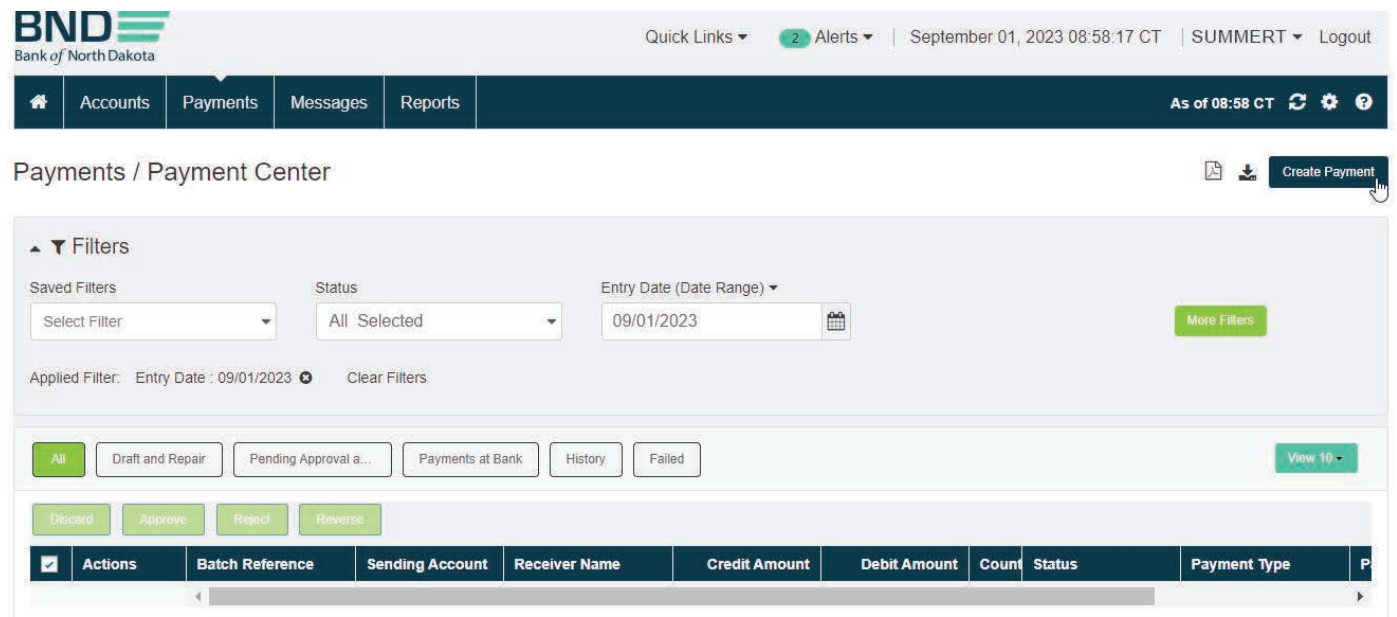 BND
Bank of North Dakota
Quick Links 2 Alerts September 01, 2023 08:58:17 CT SUMMERT Logout
Accounts Payments Messages Reports As of 08:58 CT
Payments / Payment Center Create Payment
Filters
Saved Filters Status Entry Date (Date Range)
Select Filter All Selected 09/01/2023 More Filters
Applied Filter: Entry Date : 09/01/2023 Clear Filters
All Draft and Repair Pending Approval a... Payments at Bank History Failed View 10
Discard Approve Reject Reverse
Actions Batch Reference Sending Account Receiver Name Credit Amount Debit Amount Count Status Payment Type P